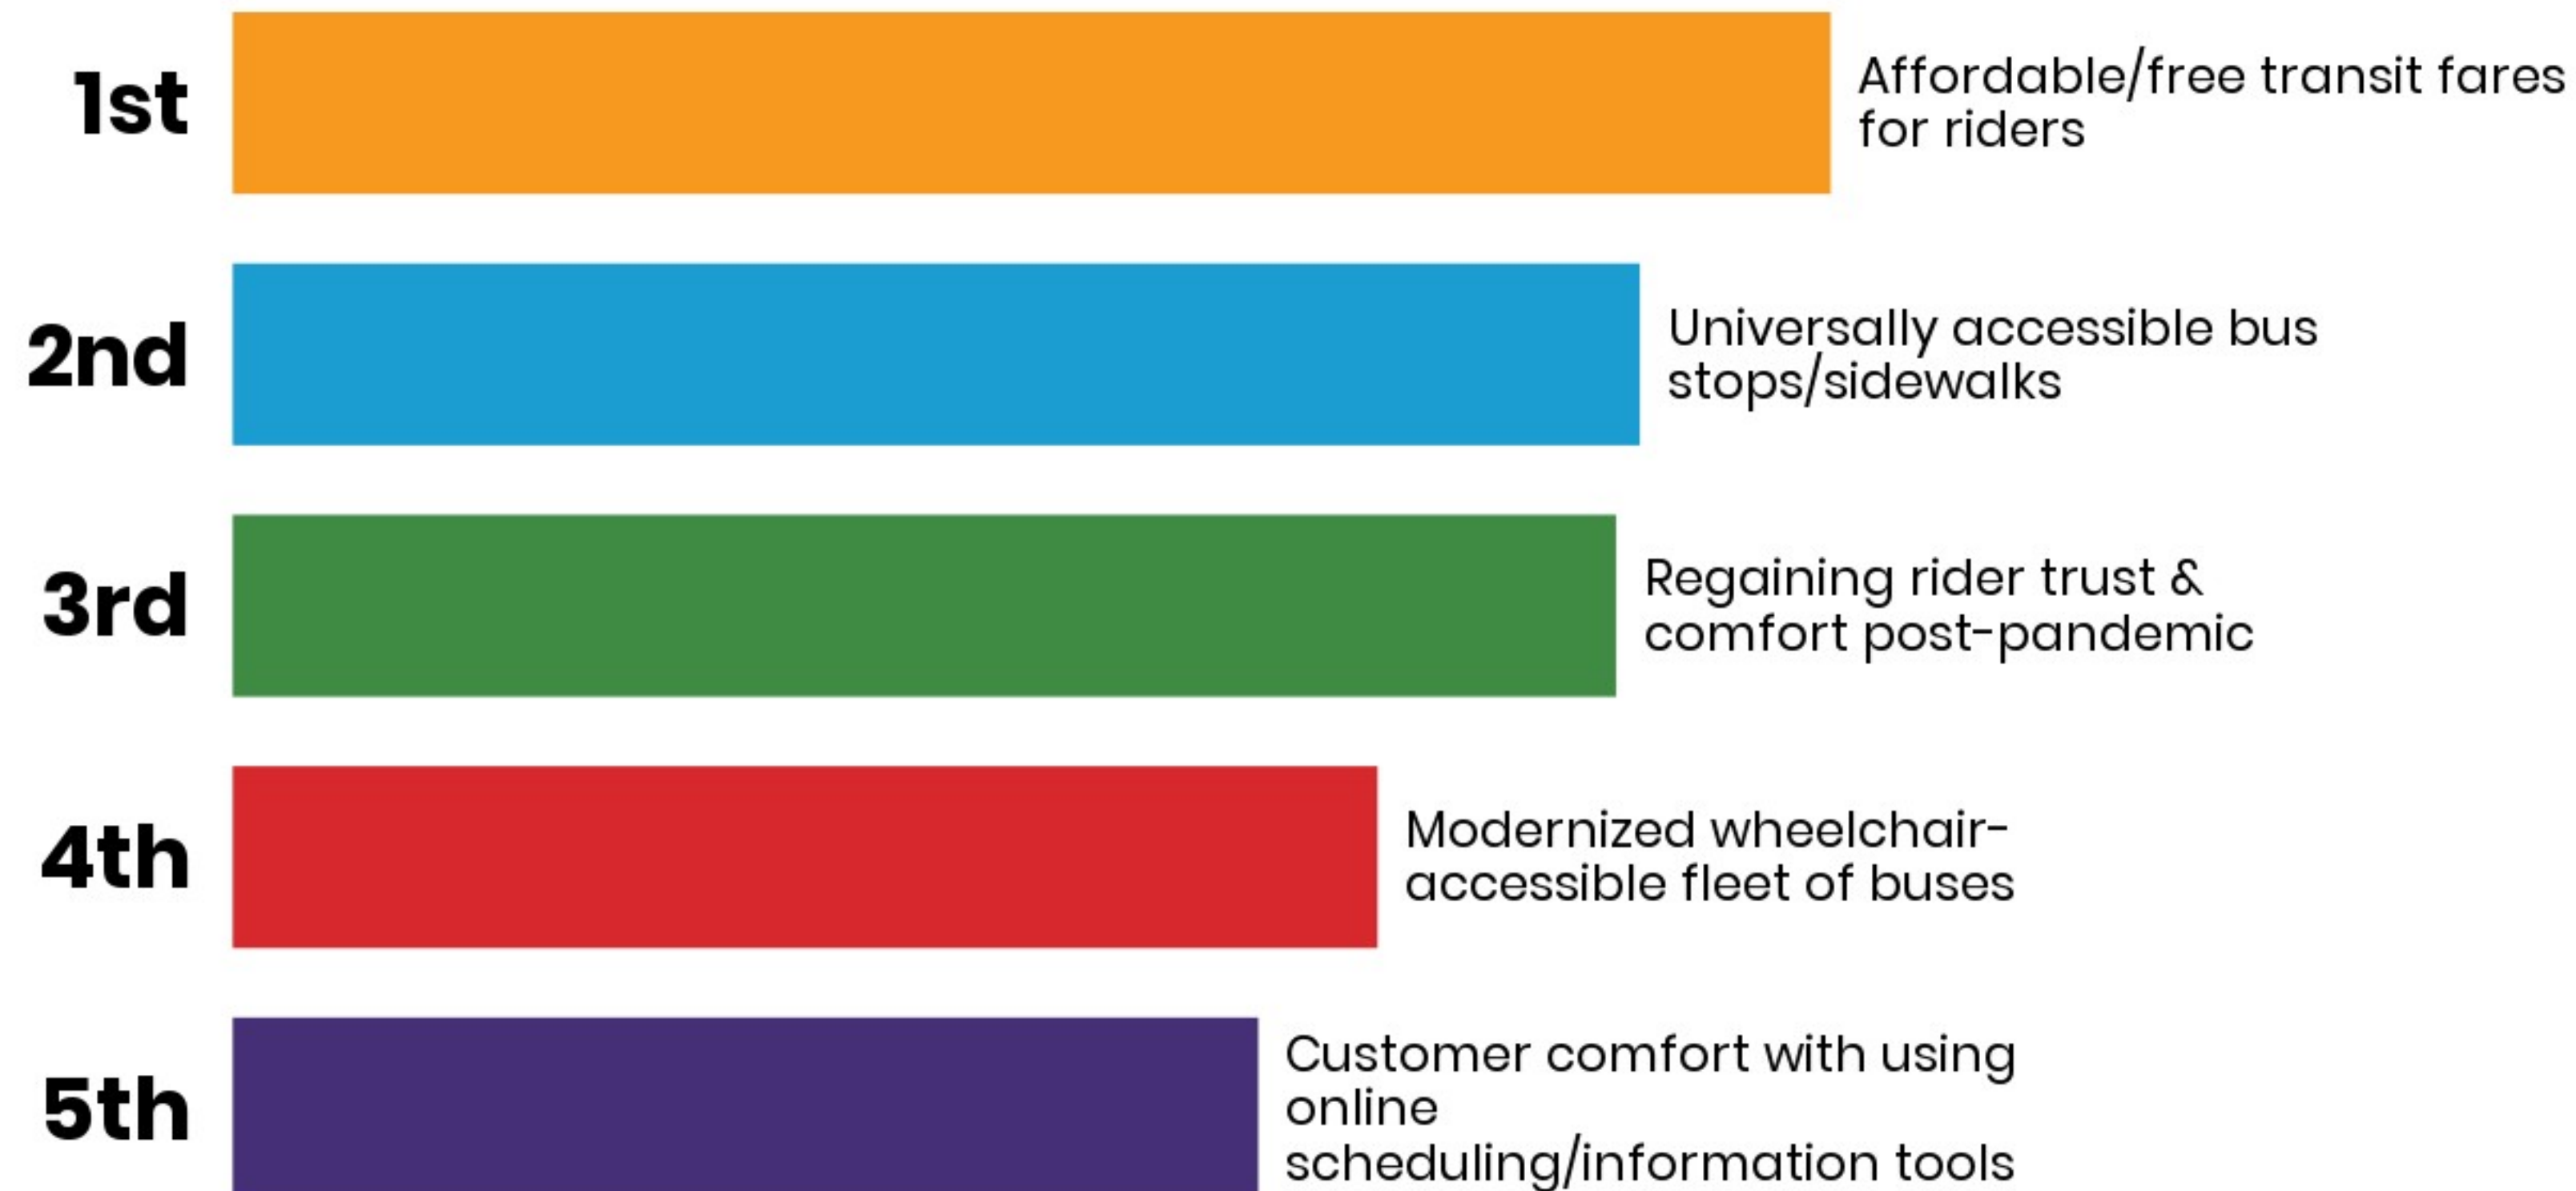 1st
Affordable/free transit fares
for riders
2nd
Universally accessible bus
stops/sidewalks
3rd
Regaining rider trust &
comfort post-pandemic
4th
Modernized wheelchair-
accessible fleet of buses
5th
Customer comfort with using
online
scheduling/information tools